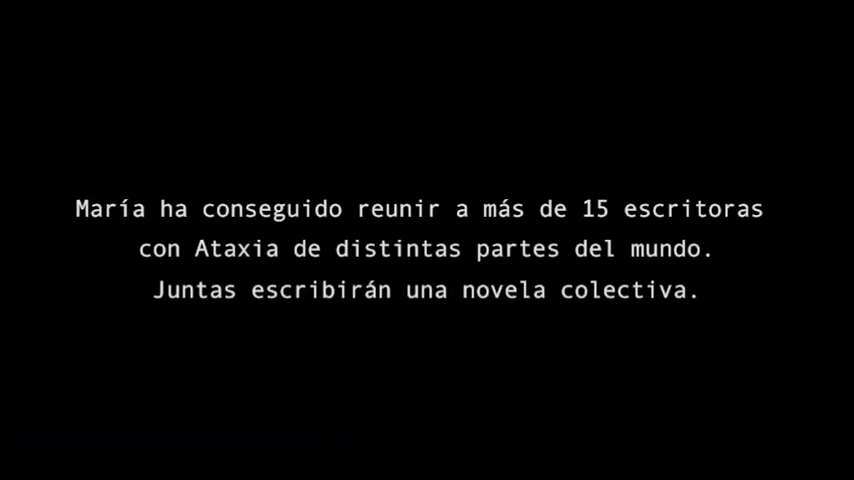 María ha conseguido reunir a más de 15 escritoras
con Ataxia de distintas partes del mundo.
Juntas escribirán una novela colectiva.